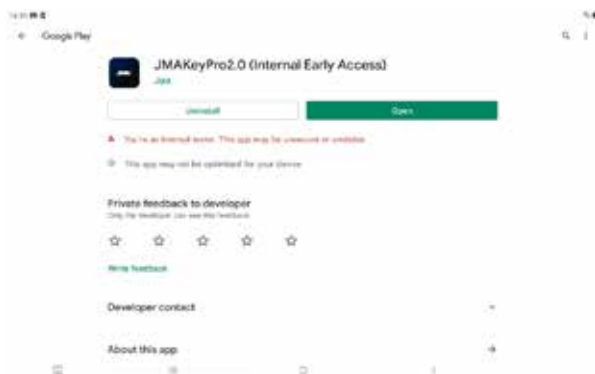 Google Play
JMAKeyPro2.0 (Internal Early Access)
Jma
Uninstall
Open
You're an internal tester. This app may be unsecure or unstable.
This app may not be optimized for your device.
Private feedback to developer
Only the developer can see this feedback.
Write feedback
Developer contact
About this app